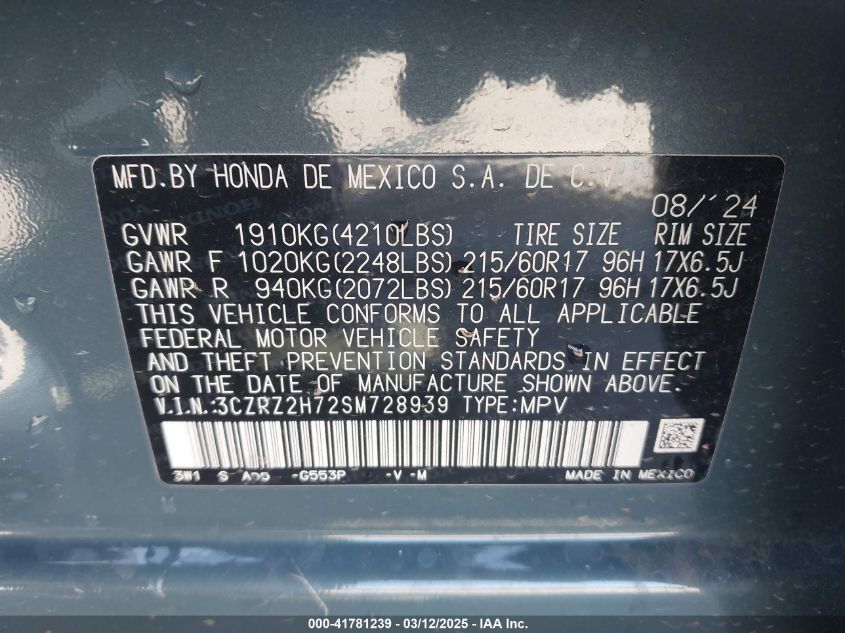 MFD.BY HONDA DE MEXICO S.A. DE C.V.
08/'24
GVWR 1910KG(4210LBS) TIRE SIZE RIM SIZE
GAWR F 1020KG(2248LBS) 215/60R17 96H 17X6.5J
GAWR R 940KG(2072LBS) 215/60R17 96H 17X6.5J
THIS VEHICLE CONFORMS TO ALL APPLICABLE
FEDERAL MOTOR VEHICLE SAFETY
AND THEFT PREVENTION STANDARDS IN EFFECT
ON THE DATE OF MANUFACTURE SHOWN ABOVE.
V.I.N.:3CZRZ2H72SM728939 TYPE:MPV
3W1 S -G553P -V -M MADE IN MEXICO
000-41781239 - 03/12/2025 - IAA Inc.